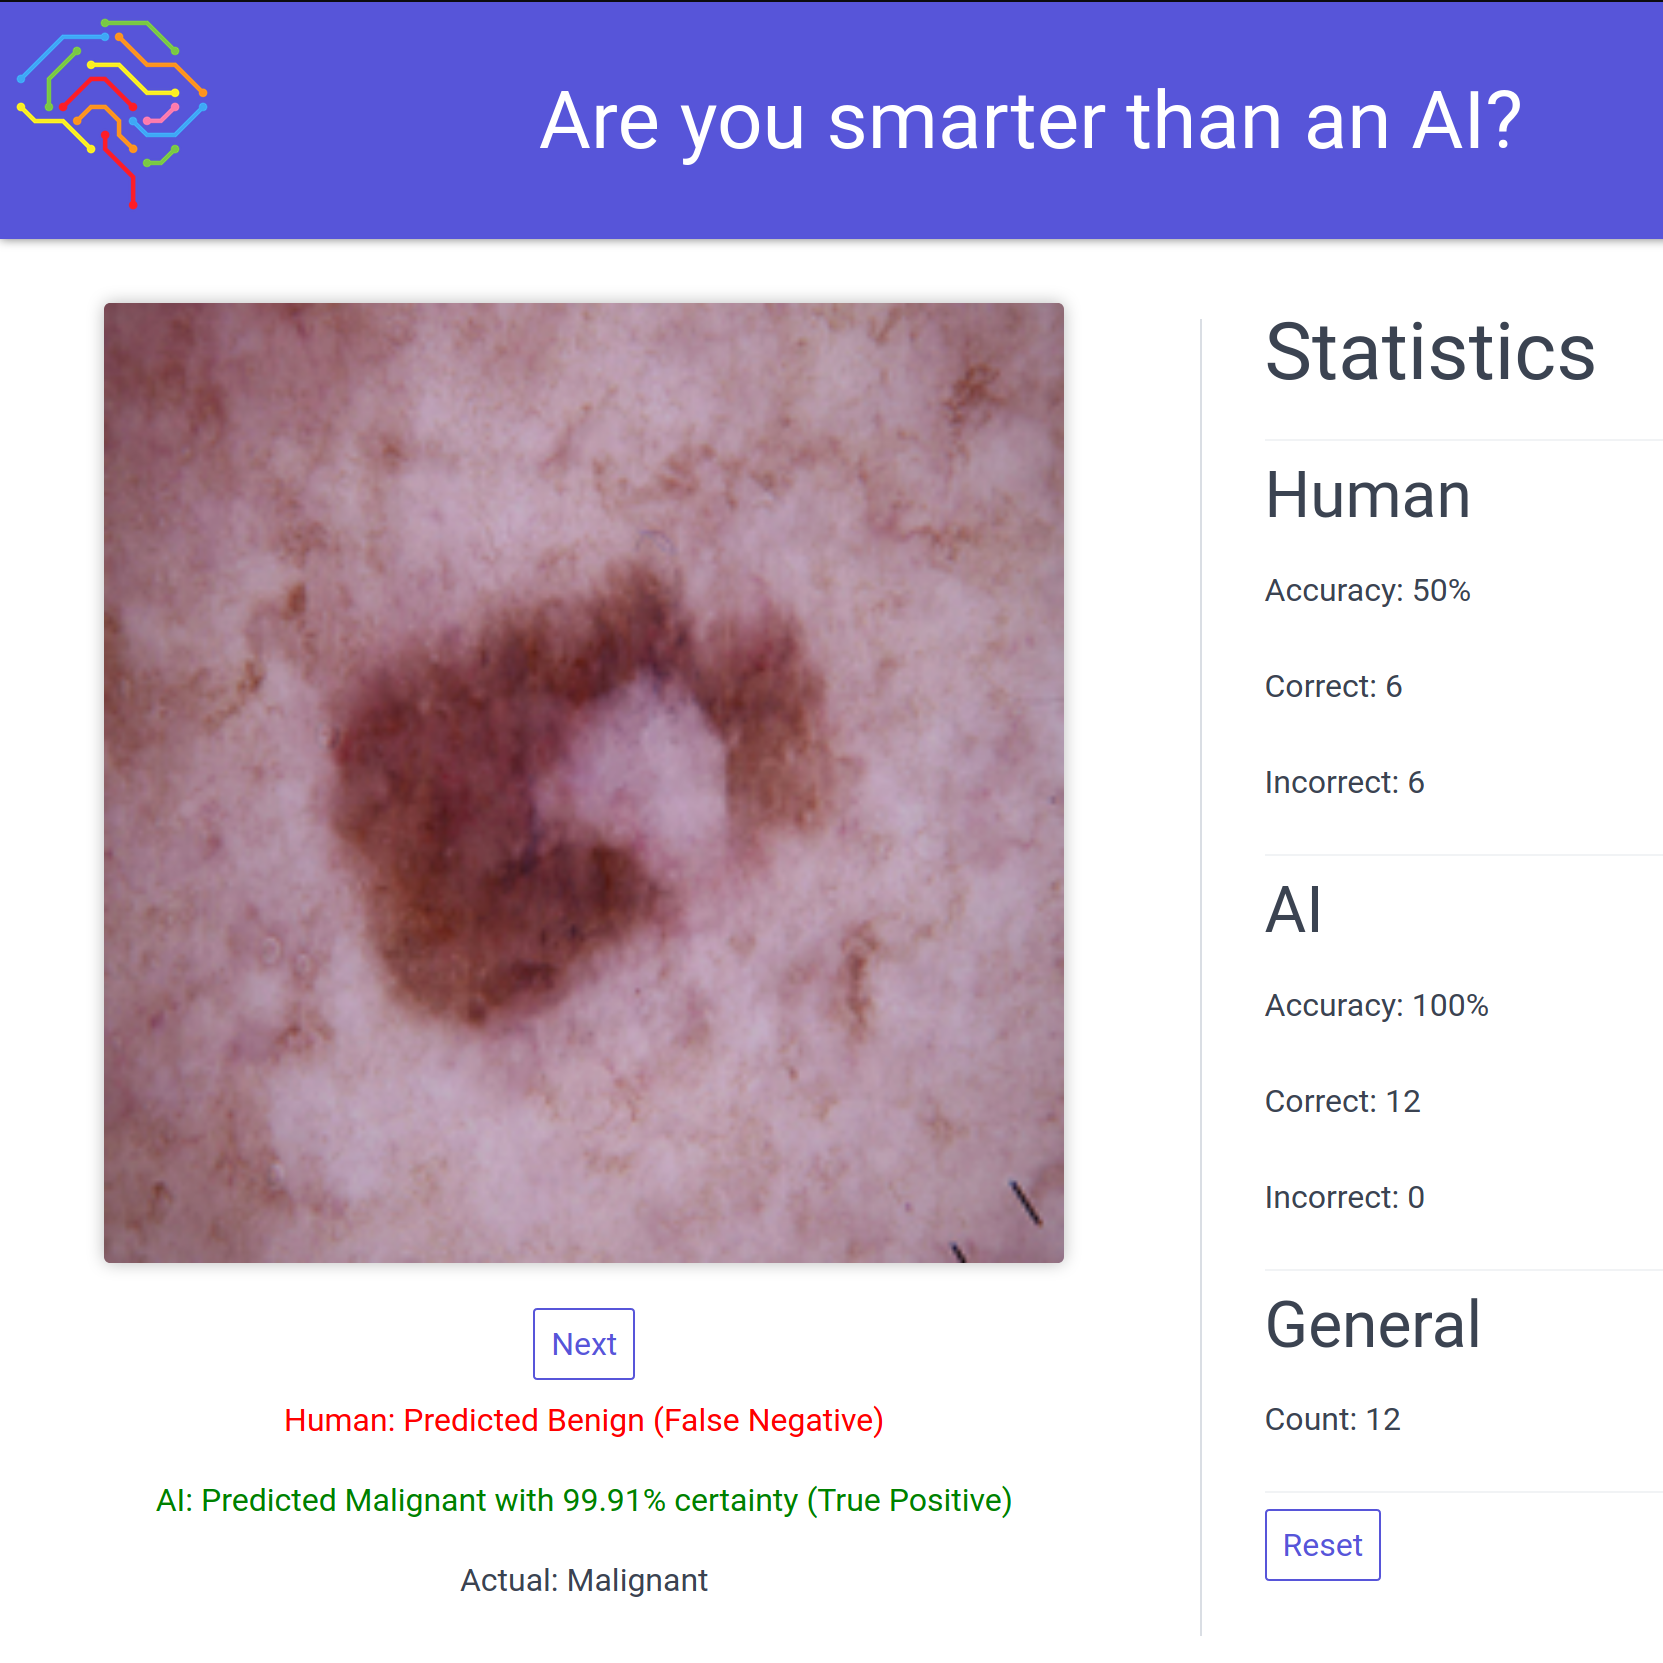 Are you smarter than an AI?
Next
Human: Predicted Benign (False Negative)
AI: Predicted Malignant with 99.91% certainty (True Positive)
Actual: Malignant
Statistics
Human
Accuracy: 50%
Correct: 6
Incorrect: 6
AI
Accuracy: 100%
Correct: 12
Incorrect: 0
General
Count: 12
Reset